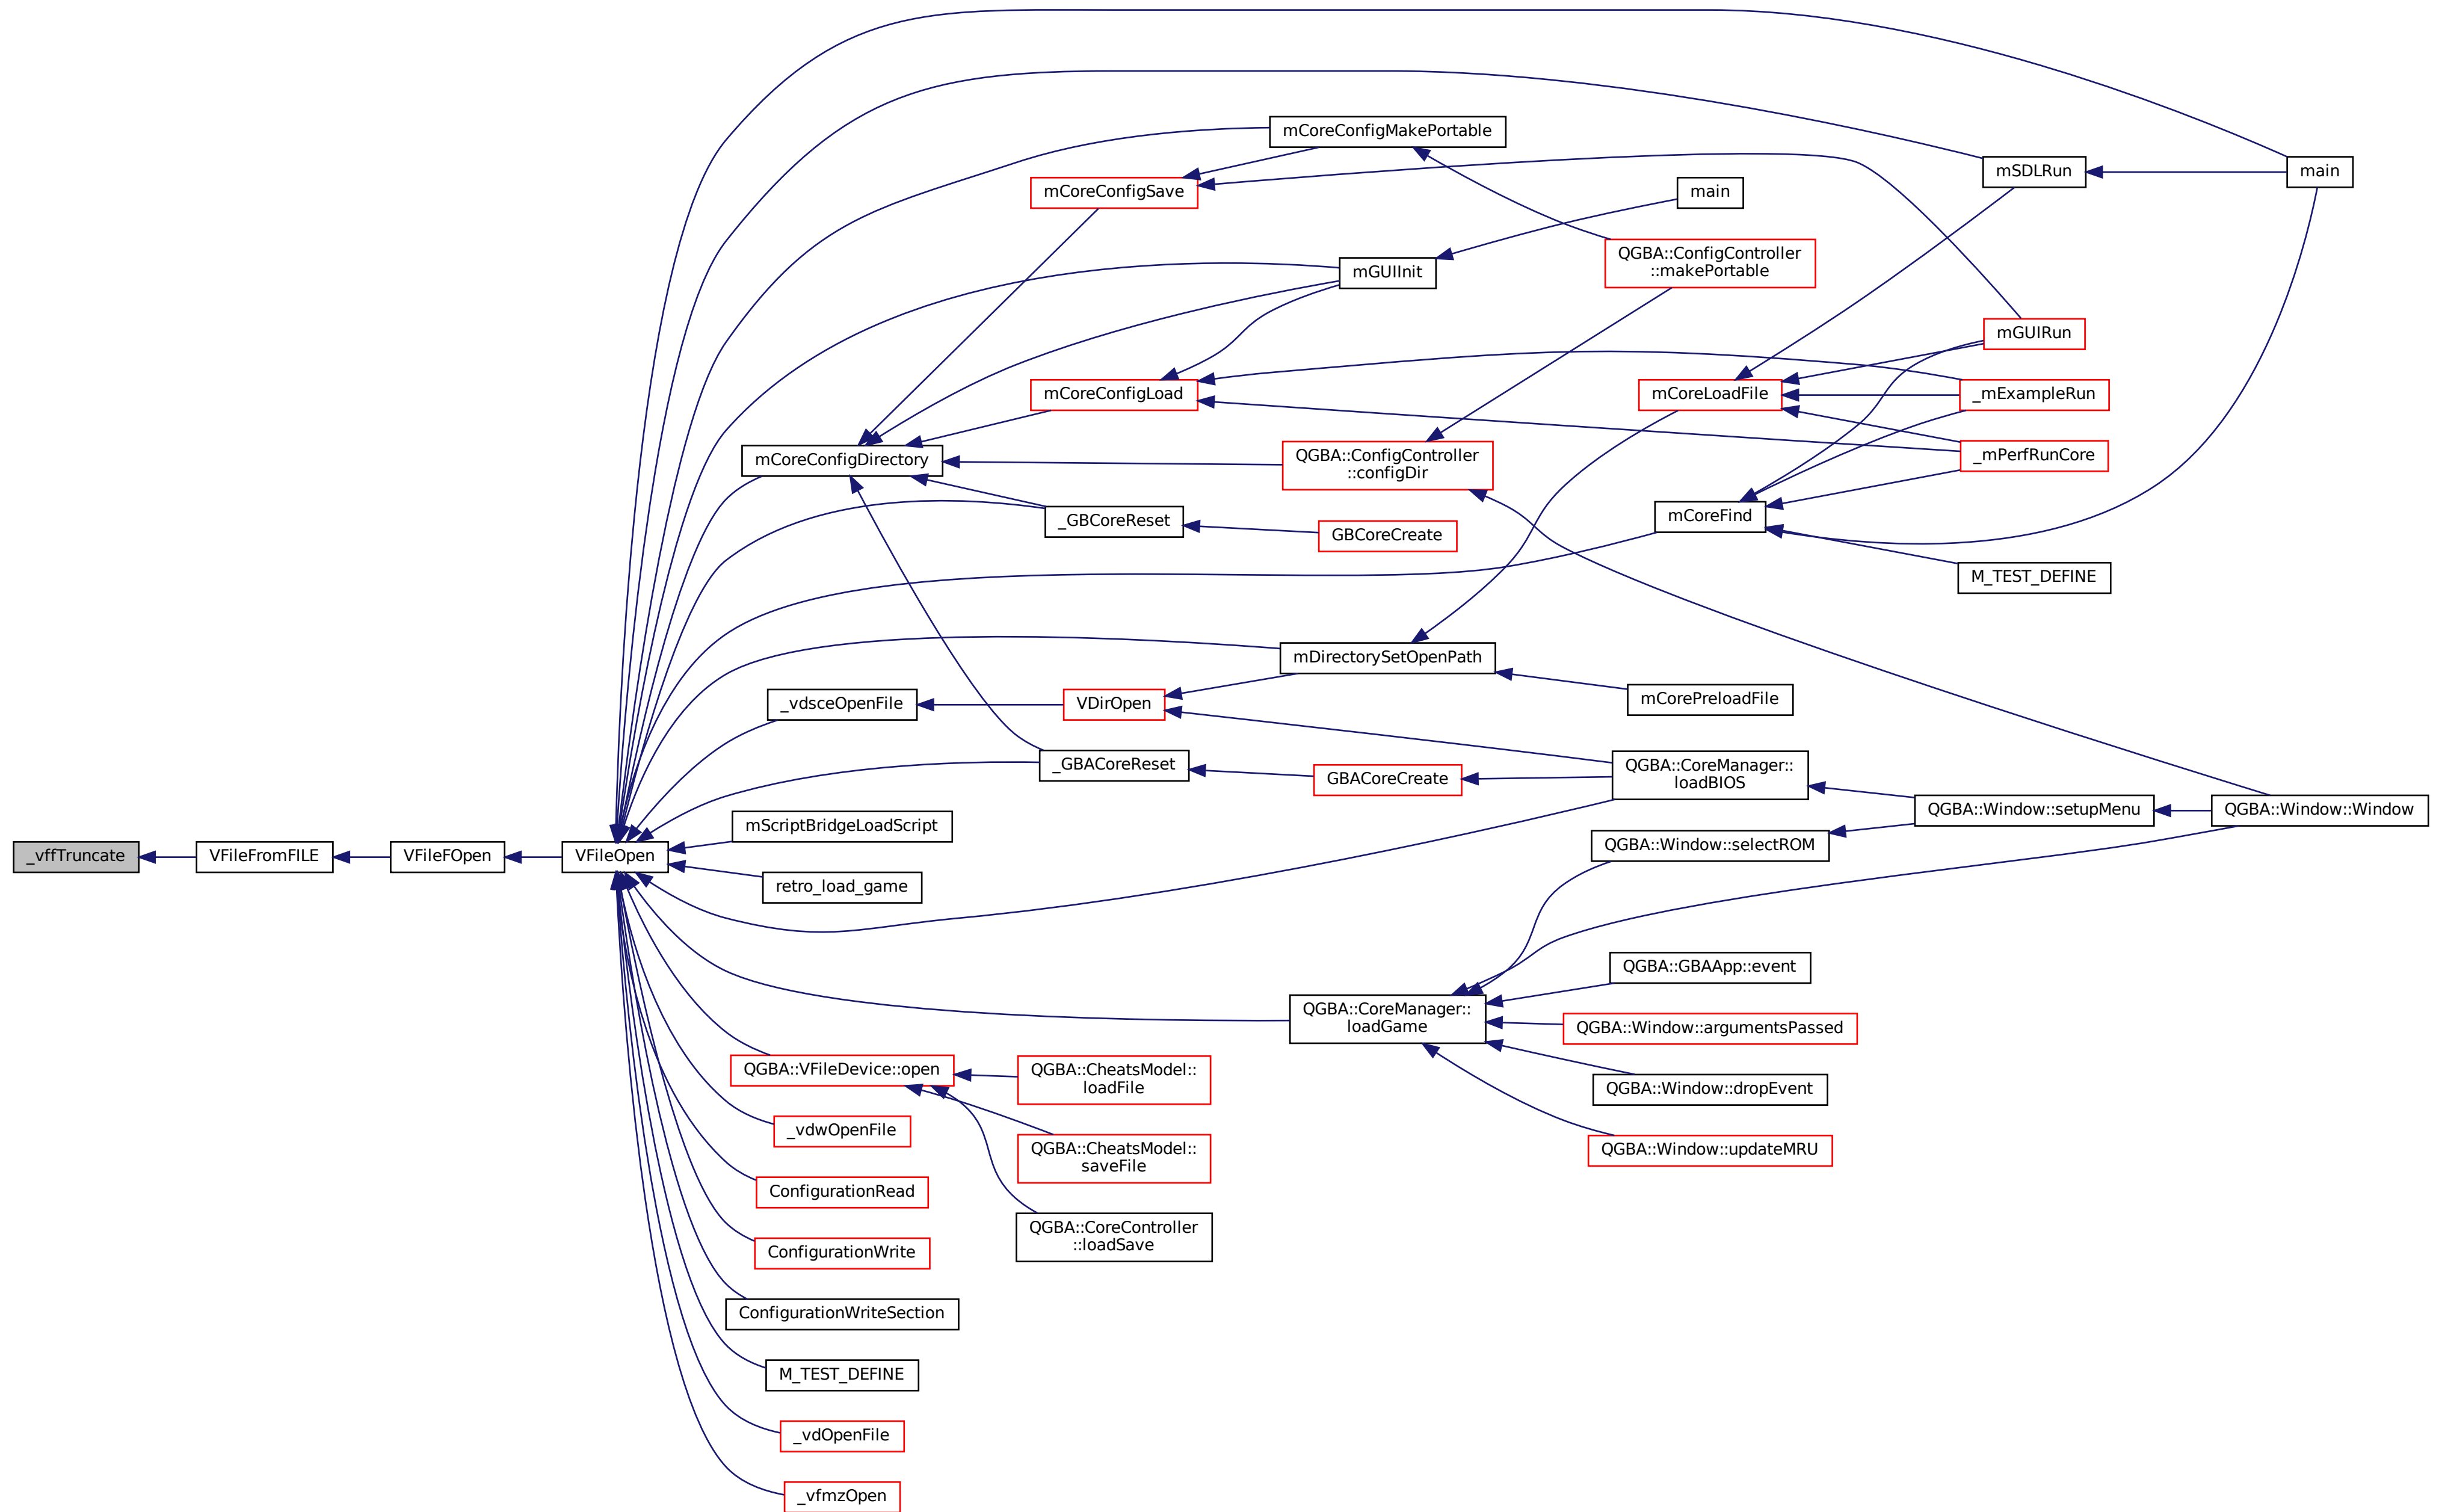 mCoreConfigMakePortable
mSDLRun
main
mCoreConfigSave
main
QGBA::ConfigController
::makePortable
mGUIInit
mGUIRun
mCoreConfigLoad
mCoreLoadFile
_mExampleRun
mCoreConfigDirectory
QGBA::ConfigController
::configDir
_mPerfRunCore
_GBCoreReset
GBCoreCreate
mCoreFind
M_TEST_DEFINE
mDirectorySetOpenPath
_vdsceOpenFile
VDirOpen
mCorePreloadFile
_GBACoreReset
GBACoreCreate
QGBA::CoreManager::
loadBIOS
QGBA::Window::setupMenu
QGBA::Window::Window
mScriptBridgeLoadScript
QGBA::Window::selectROM
_vffTruncate
VFileFromFILE
VFileFOpen
VFileOpen
retro_load_game
QGBA::GBAApp::event
QGBA::CoreManager::
loadGame
QGBA::Window::argumentsPassed
QGBA::VFileDevice::open
QGBA::CheatsModel::
loadFile
QGBA::Window::dropEvent
_vdwOpenFile
QGBA::CheatsModel::
saveFile
QGBA::Window::updateMRU
ConfigurationRead
QGBA::CoreController
::loadSave
ConfigurationWrite
ConfigurationWriteSection
M_TEST_DEFINE
_vdOpenFile
_vfmzOpen